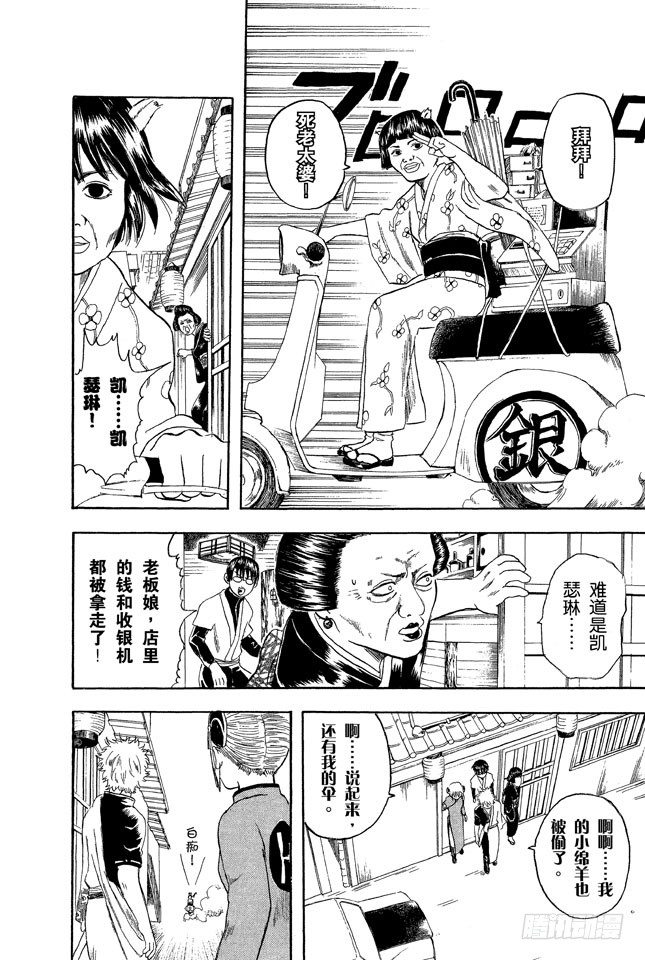 拜拜！
死老太婆！
ブロロロロ
銀
凯……凯
瑟琳！
难道是凯
瑟琳……
老板娘，店里
的钱和收银机
都被拿走了！
啊啊……我
的小绵羊也
被偷了。
啊……说起来，
还有我的伞。
白痴！
腾讯动漫